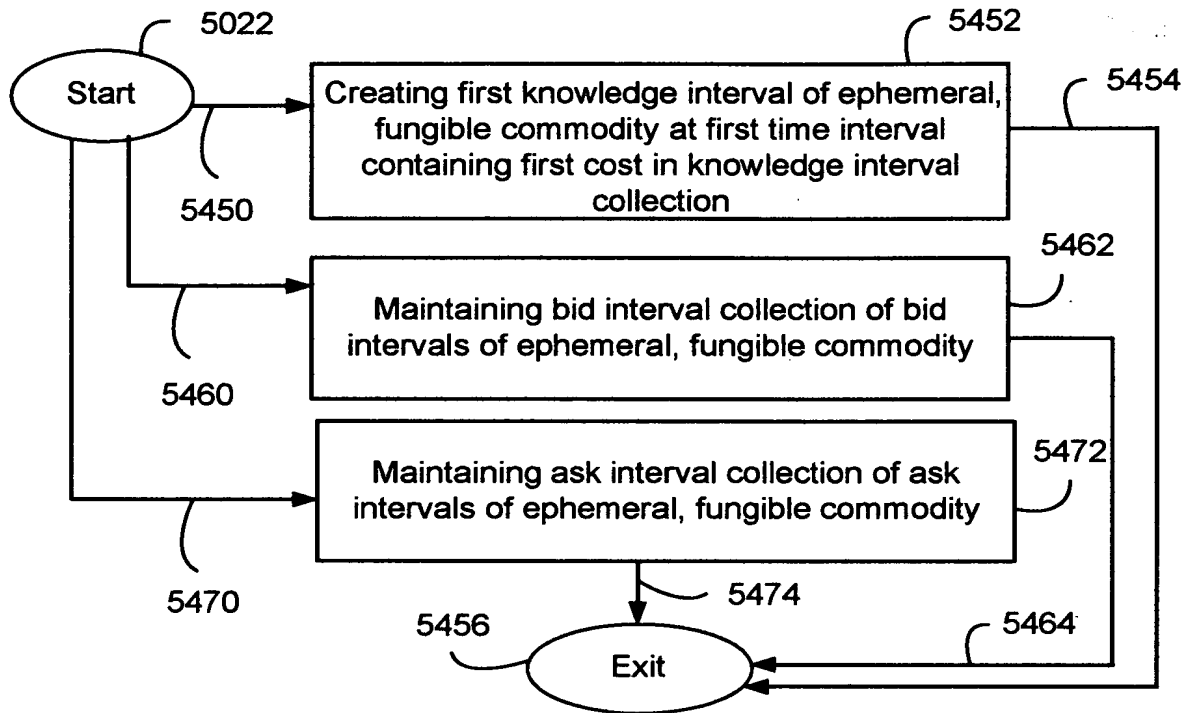 5022
Start
5452
Creating first knowledge interval of ephemeral,
fungible commodity at first time interval
containing first cost in knowledge interval
collection
5454
5450
5462
Maintaining bid interval collection of bid
intervals of ephemeral, fungible commodity
5460
5472
Maintaining ask interval collection of ask
intervals of ephemeral, fungible commodity
5470
5474
5456
Exit
5464